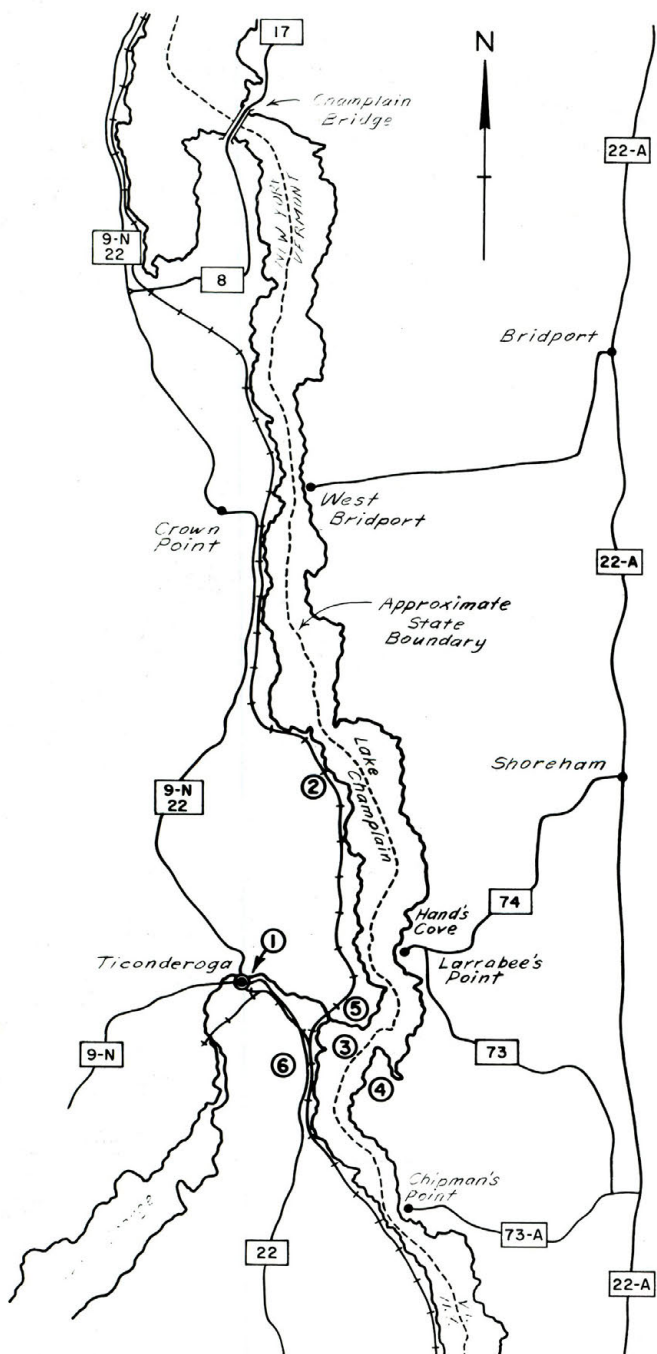 17
N
Champlain
Bridge
22-A
NEW YORK
VERMONT
9-N
22
8
Bridport
West
Bridport
Crown
Point
22-A
Approximate
State
Boundary
Lake
Champlain
Shoreham
②
9-N
22
74
Hand's
Cove
①
Ticonderoga
Larrabee's
Point
⑤
③
9-N
⑥
④
73
Chipman's
Point
73-A
22
22-A